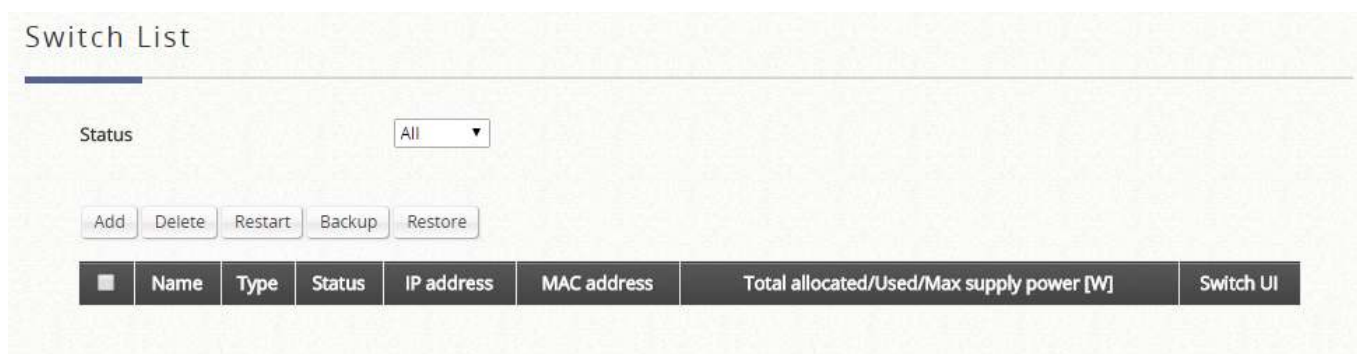 Switch List
Status All
Add Delete Restart Backup Restore
Name Type Status IP address MAC address Total allocated/Used/Max supply power [W] Switch UI